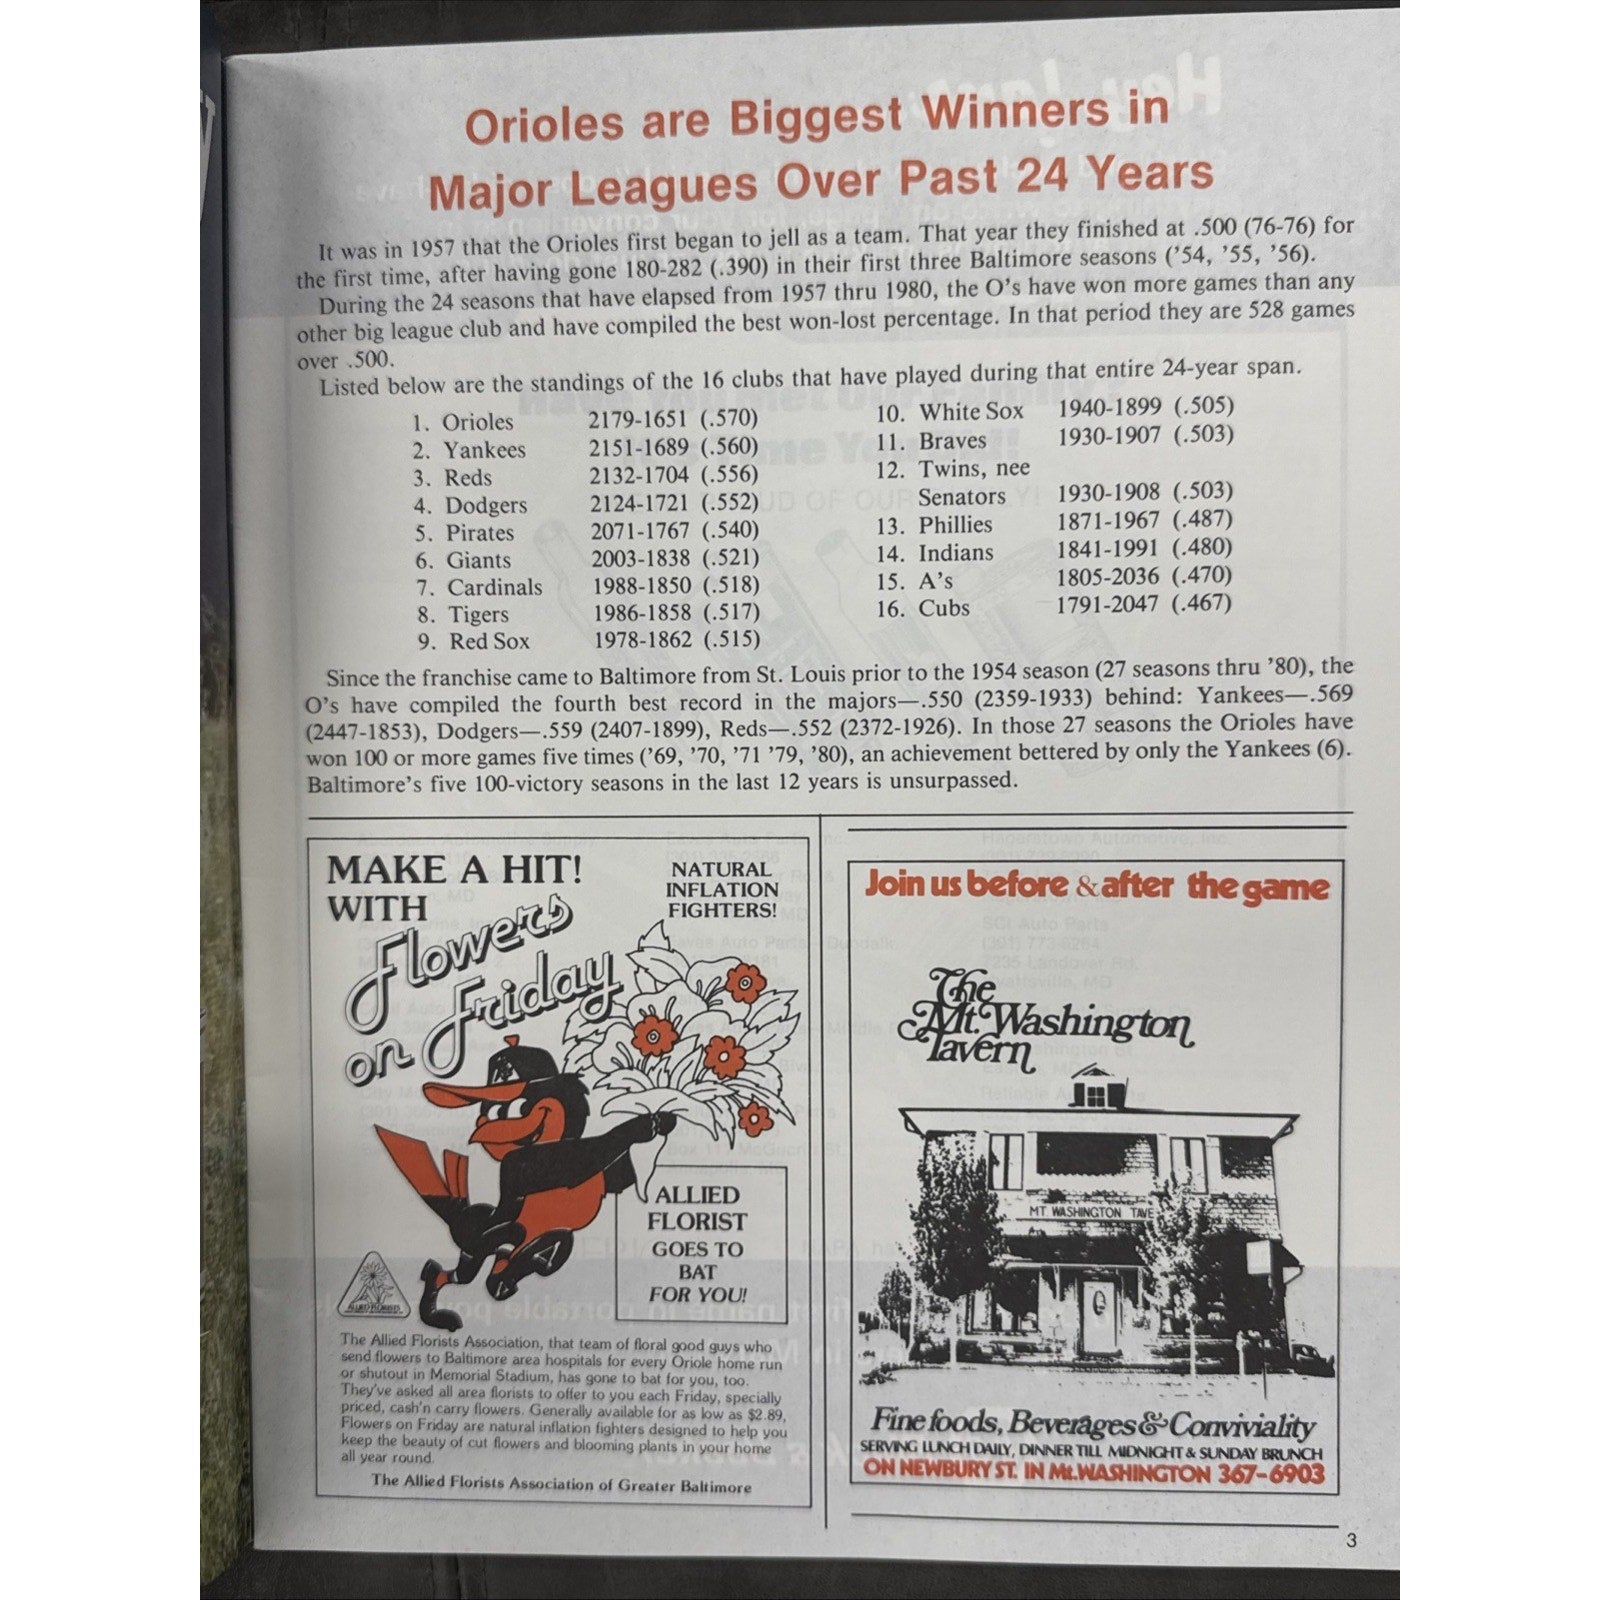 Orioles are Biggest Winners in
Major Leagues Over Past 24 Years
It was in 1957 that the Orioles first began to jell as a team. That year they finished at .500 (76-76) for
the first time, after having gone 180-282 (.390) in their first three Baltimore seasons ('54, '55, '56).
During the 24 seasons that have elapsed from 1957 thru 1980, the O's have won more games than any
other big league club and have compiled the best won-lost percentage. In that period they are 528 games
over .500.
Listed below are the standings of the 16 clubs that have played during that entire 24-year span.
1. Orioles 2179-1651 (.570)
2. Yankees 2151-1689 (.560)
3. Reds 2132-1704 (.556)
4. Dodgers 2124-1721 (.552)
5. Pirates 2071-1767 (.540)
6. Giants 2003-1838 (.521)
7. Cardinals 1988-1850 (.518)
8. Tigers 1986-1858 (.517)
9. Red Sox 1978-1862 (.515)
10. White Sox 1940-1899 (.505)
11. Braves 1930-1907 (.503)
12. Twins, nee
Senators 1930-1908 (.503)
13. Phillies 1871-1967 (.487)
14. Indians 1841-1991 (.480)
15. A's 1805-2036 (.470)
16. Cubs 1791-2047 (.467)
Since the franchise came to Baltimore from St. Louis prior to the 1954 season (27 seasons thru '80), the
O's have compiled the fourth best record in the majors—.550 (2359-1933) behind: Yankees—.569
(2447-1853), Dodgers—.559 (2407-1899), Reds—.552 (2372-1926). In those 27 seasons the Orioles have
won 100 or more games five times ('69, '70, '71 '79, '80), an achievement bettered by only the Yankees (6).
Baltimore's five 100-victory seasons in the last 12 years is unsurpassed.
MAKE A HIT!
WITH
Flowers
on Friday
NATURAL
INFLATION
FIGHTERS!
ALLIED
FLORIST
GOES TO
BAT
FOR YOU!
ALLIED FLORISTS
The Allied Florists Association, that team of floral good guys who
send flowers to Baltimore area hospitals for every Oriole home run
or shutout in Memorial Stadium, has gone to bat for you, too.
They've asked all area florists to offer to you each Friday, specially
priced, cash'n carry flowers. Generally available for as low as $2.89,
Flowers on Friday are natural inflation fighters designed to help you
keep the beauty of cut flowers and blooming plants in your home
all year round.
The Allied Florists Association of Greater Baltimore
Join us before & after the game
The
Mt. Washington
Tavern
MT WASHINGTON TAVE
Fine foods, Beverages & Conviviality
SERVING LUNCH DAILY, DINNER TILL MIDNIGHT & SUNDAY BRUNCH
ON NEWBURY ST. IN Mt. WASHINGTON 367-6903
3